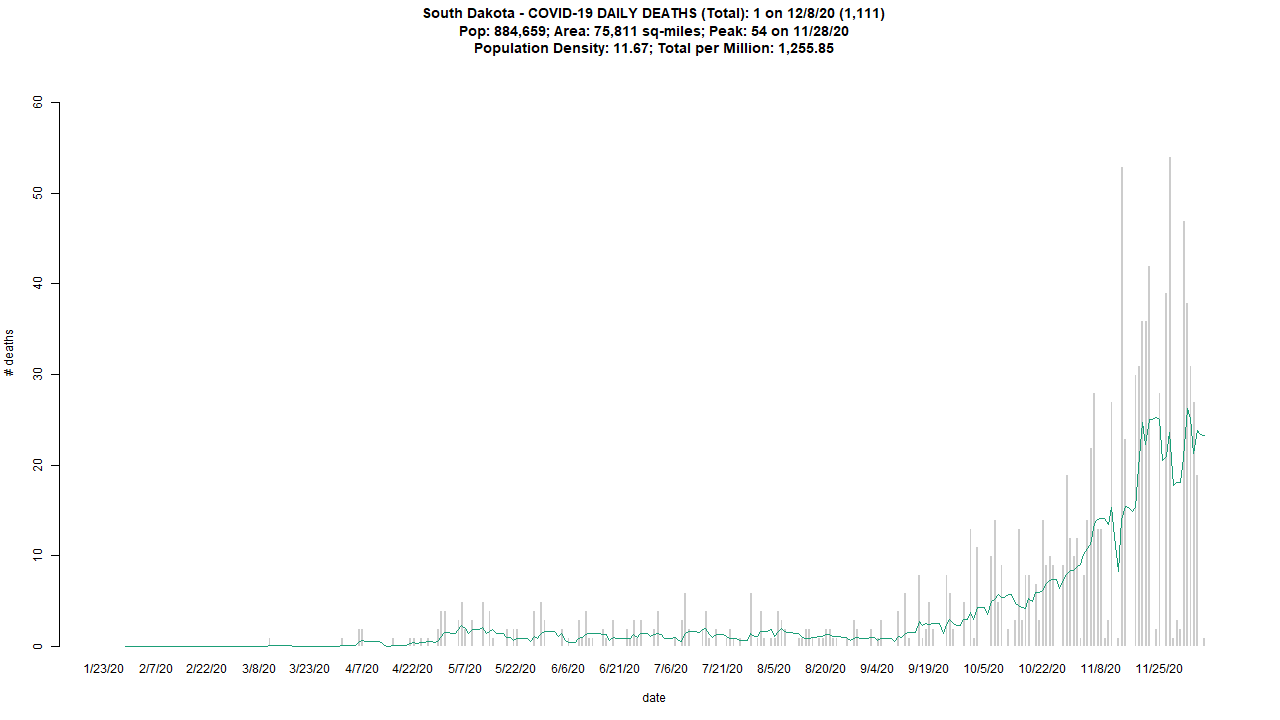 South Dakota - COVID-19 DAILY DEATHS (Total): 1 on 12/8/20 (1,111)
Pop: 884,659; Area: 75,811 sq-miles; Peak: 54 on 11/28/20
Population Density: 11.67; Total per Million: 1,255.85
60
50
40
30
20
10
0
# deaths
1/23/20 2/7/20 2/22/20 3/8/20 3/23/20 4/7/20 4/22/20 5/7/20 5/22/20 6/6/20 6/21/20 7/6/20 7/21/20 8/5/20 8/20/20 9/4/20 9/19/20 10/5/20 10/22/20 11/8/20 11/25/20
date